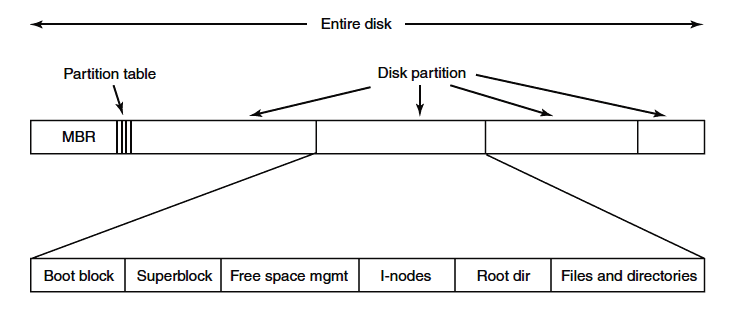 Entire disk
Partition table
Disk partition
MBR
Boot block
Superblock
Free space mgmt
I-nodes
Root dir
Files and directories